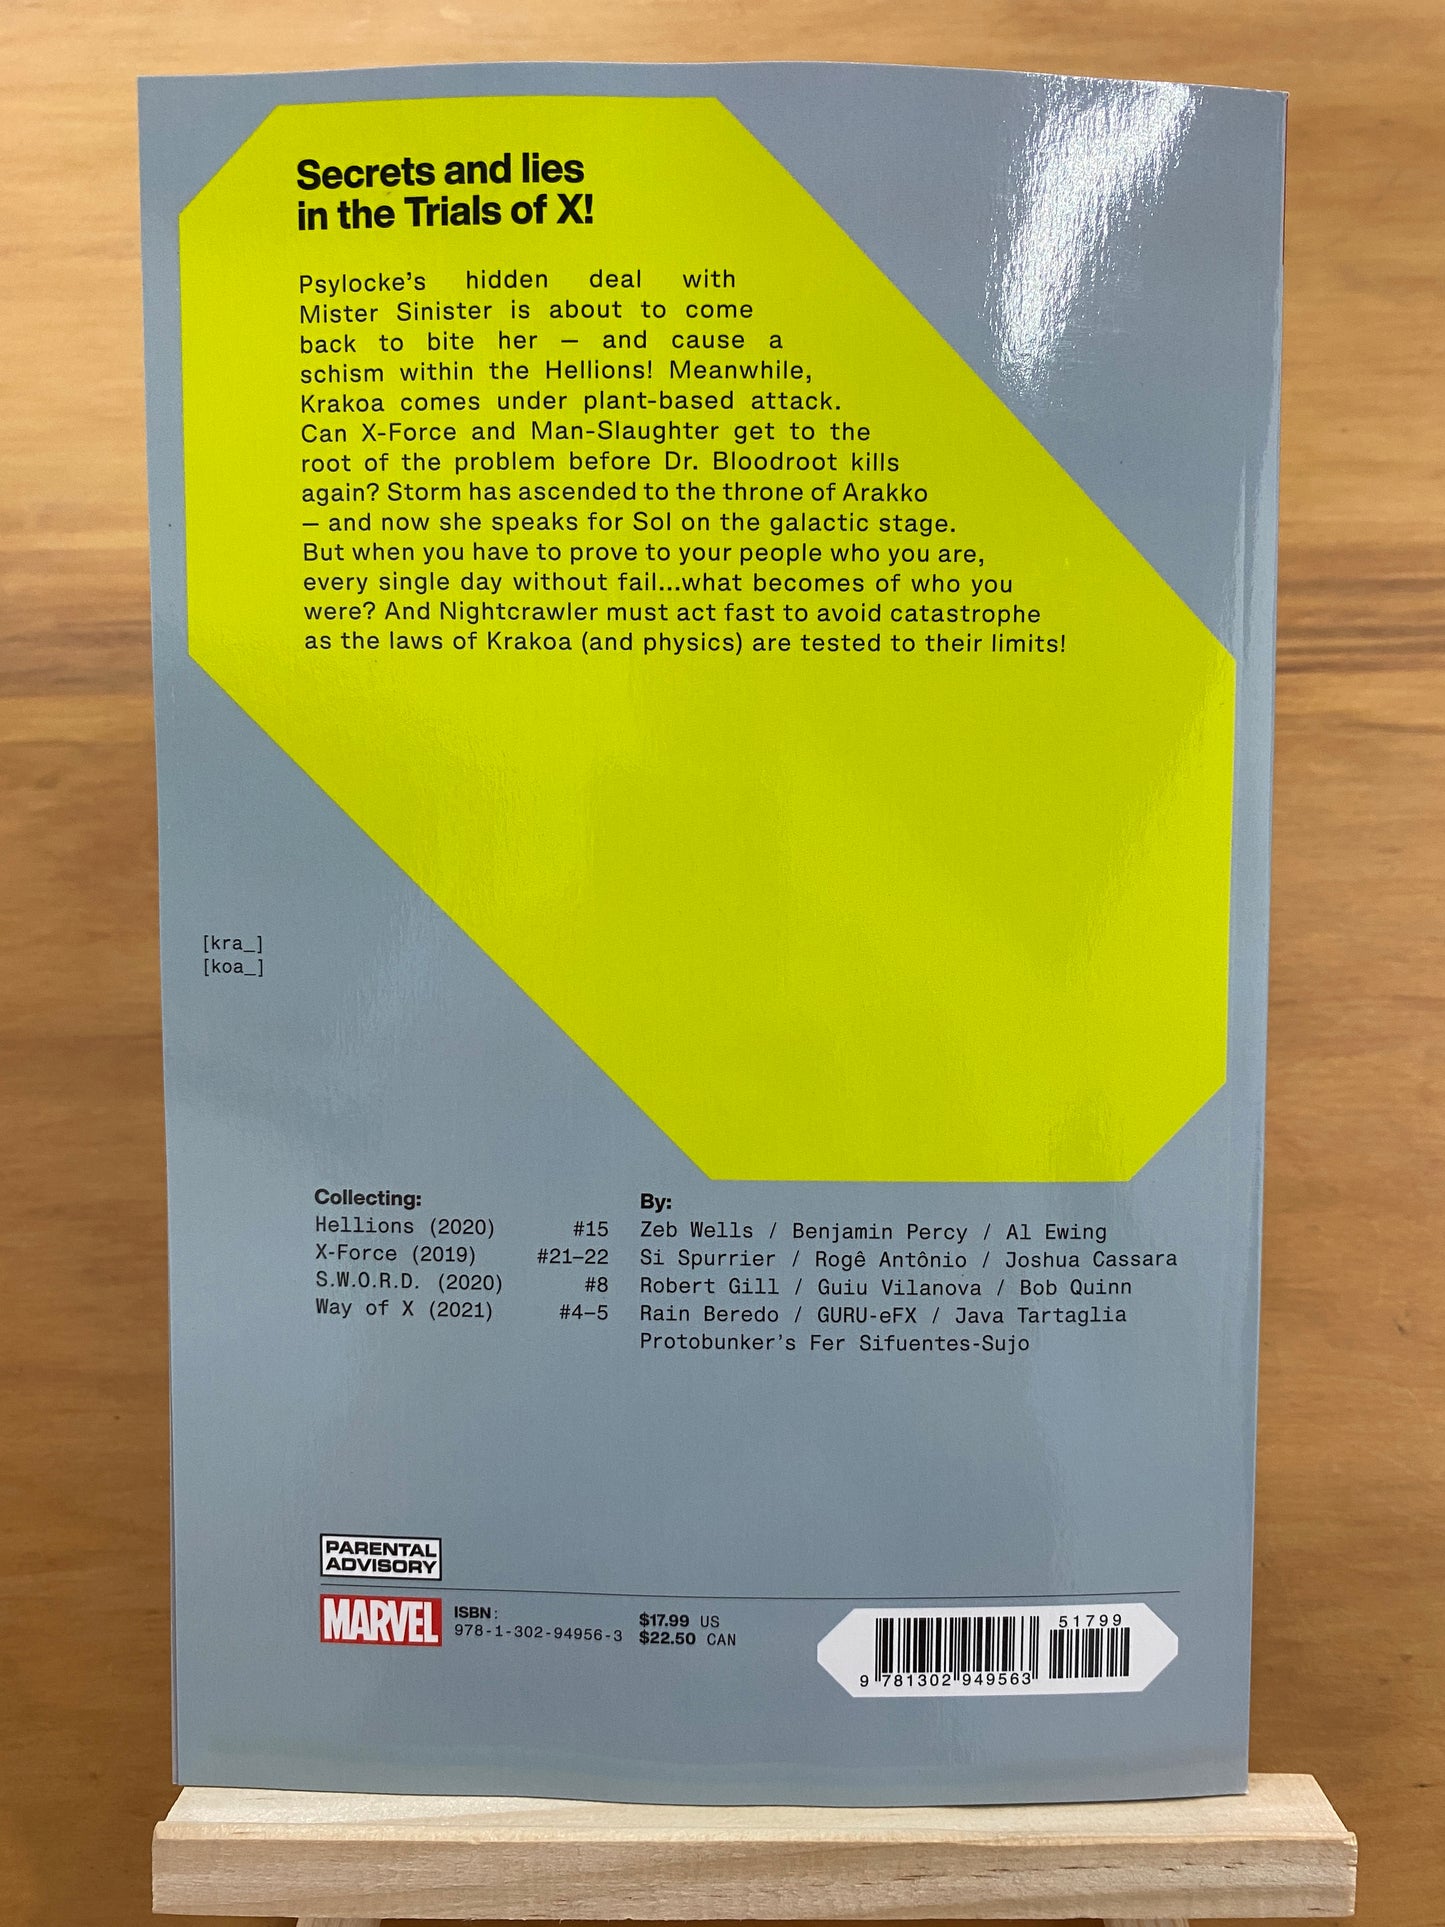 Secrets and lies
in the Trials of X!
Psylocke's hidden deal with
Mister Sinister is about to come
back to bite her — and cause a
schism within the Hellions! Meanwhile,
Krakoa comes under plant-based attack.
Can X-Force and Man-Slaughter get to the
root of the problem before Dr. Bloodroot kills
again? Storm has ascended to the throne of Arakko
— and now she speaks for Sol on the galactic stage.
But when you have to prove to your people who you are,
every single day without fail...what becomes of who you
were? And Nightcrawler must act fast to avoid catastrophe
as the laws of Krakoa (and physics) are tested to their limits!
[kra_]
[koa_]
Collecting:
Hellions (2020) #15
X-Force (2019) #21–22
S.W.O.R.D. (2020) #8
Way of X (2021) #4–5
By:
Zeb Wells / Benjamin Percy / Al Ewing
Si Spurrier / Rogê Antônio / Joshua Cassara
Robert Gill / Guiu Vilanova / Bob Quinn
Rain Beredo / GURU-eFX / Java Tartaglia
Protobunker's Fer Sifuentes-Sujo
PARENTAL
ADVISORY
MARVEL
ISBN:
978-1-302-94956-3
$17.99 US
$22.50 CAN
51799
9 781302 949563